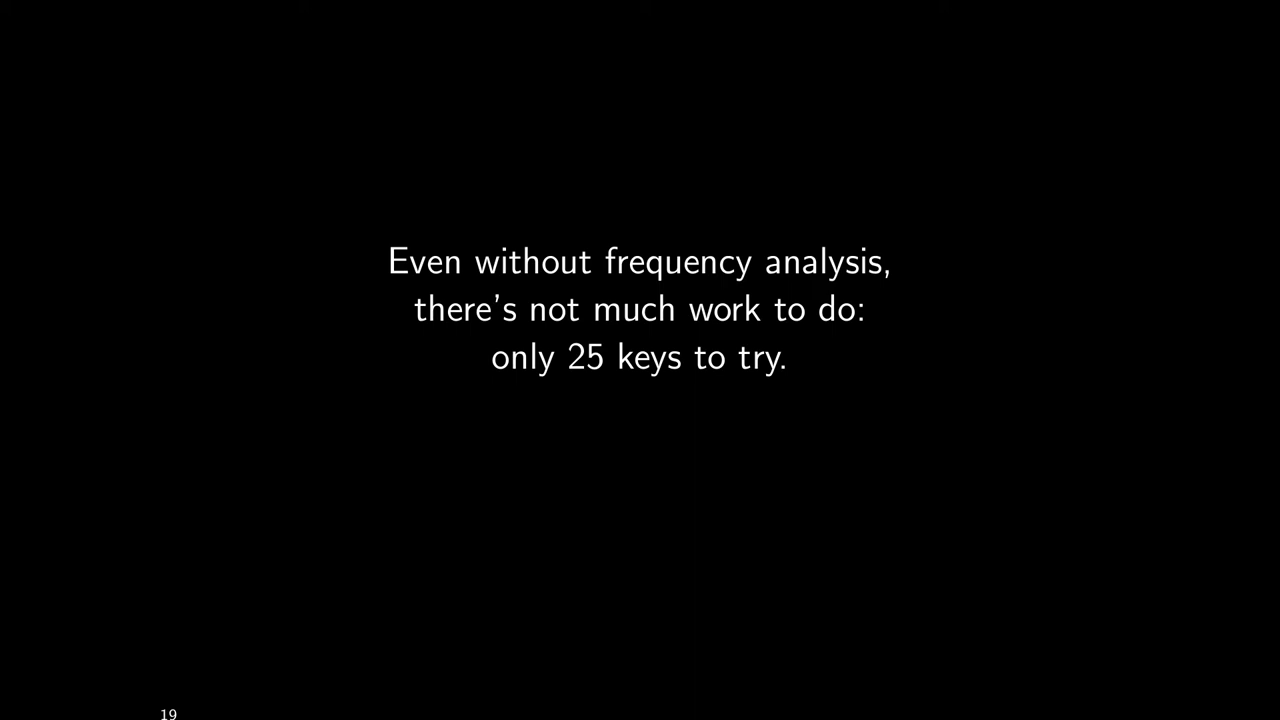 Even without frequency analysis,
there's not much work to do:
only 25 keys to try.
19